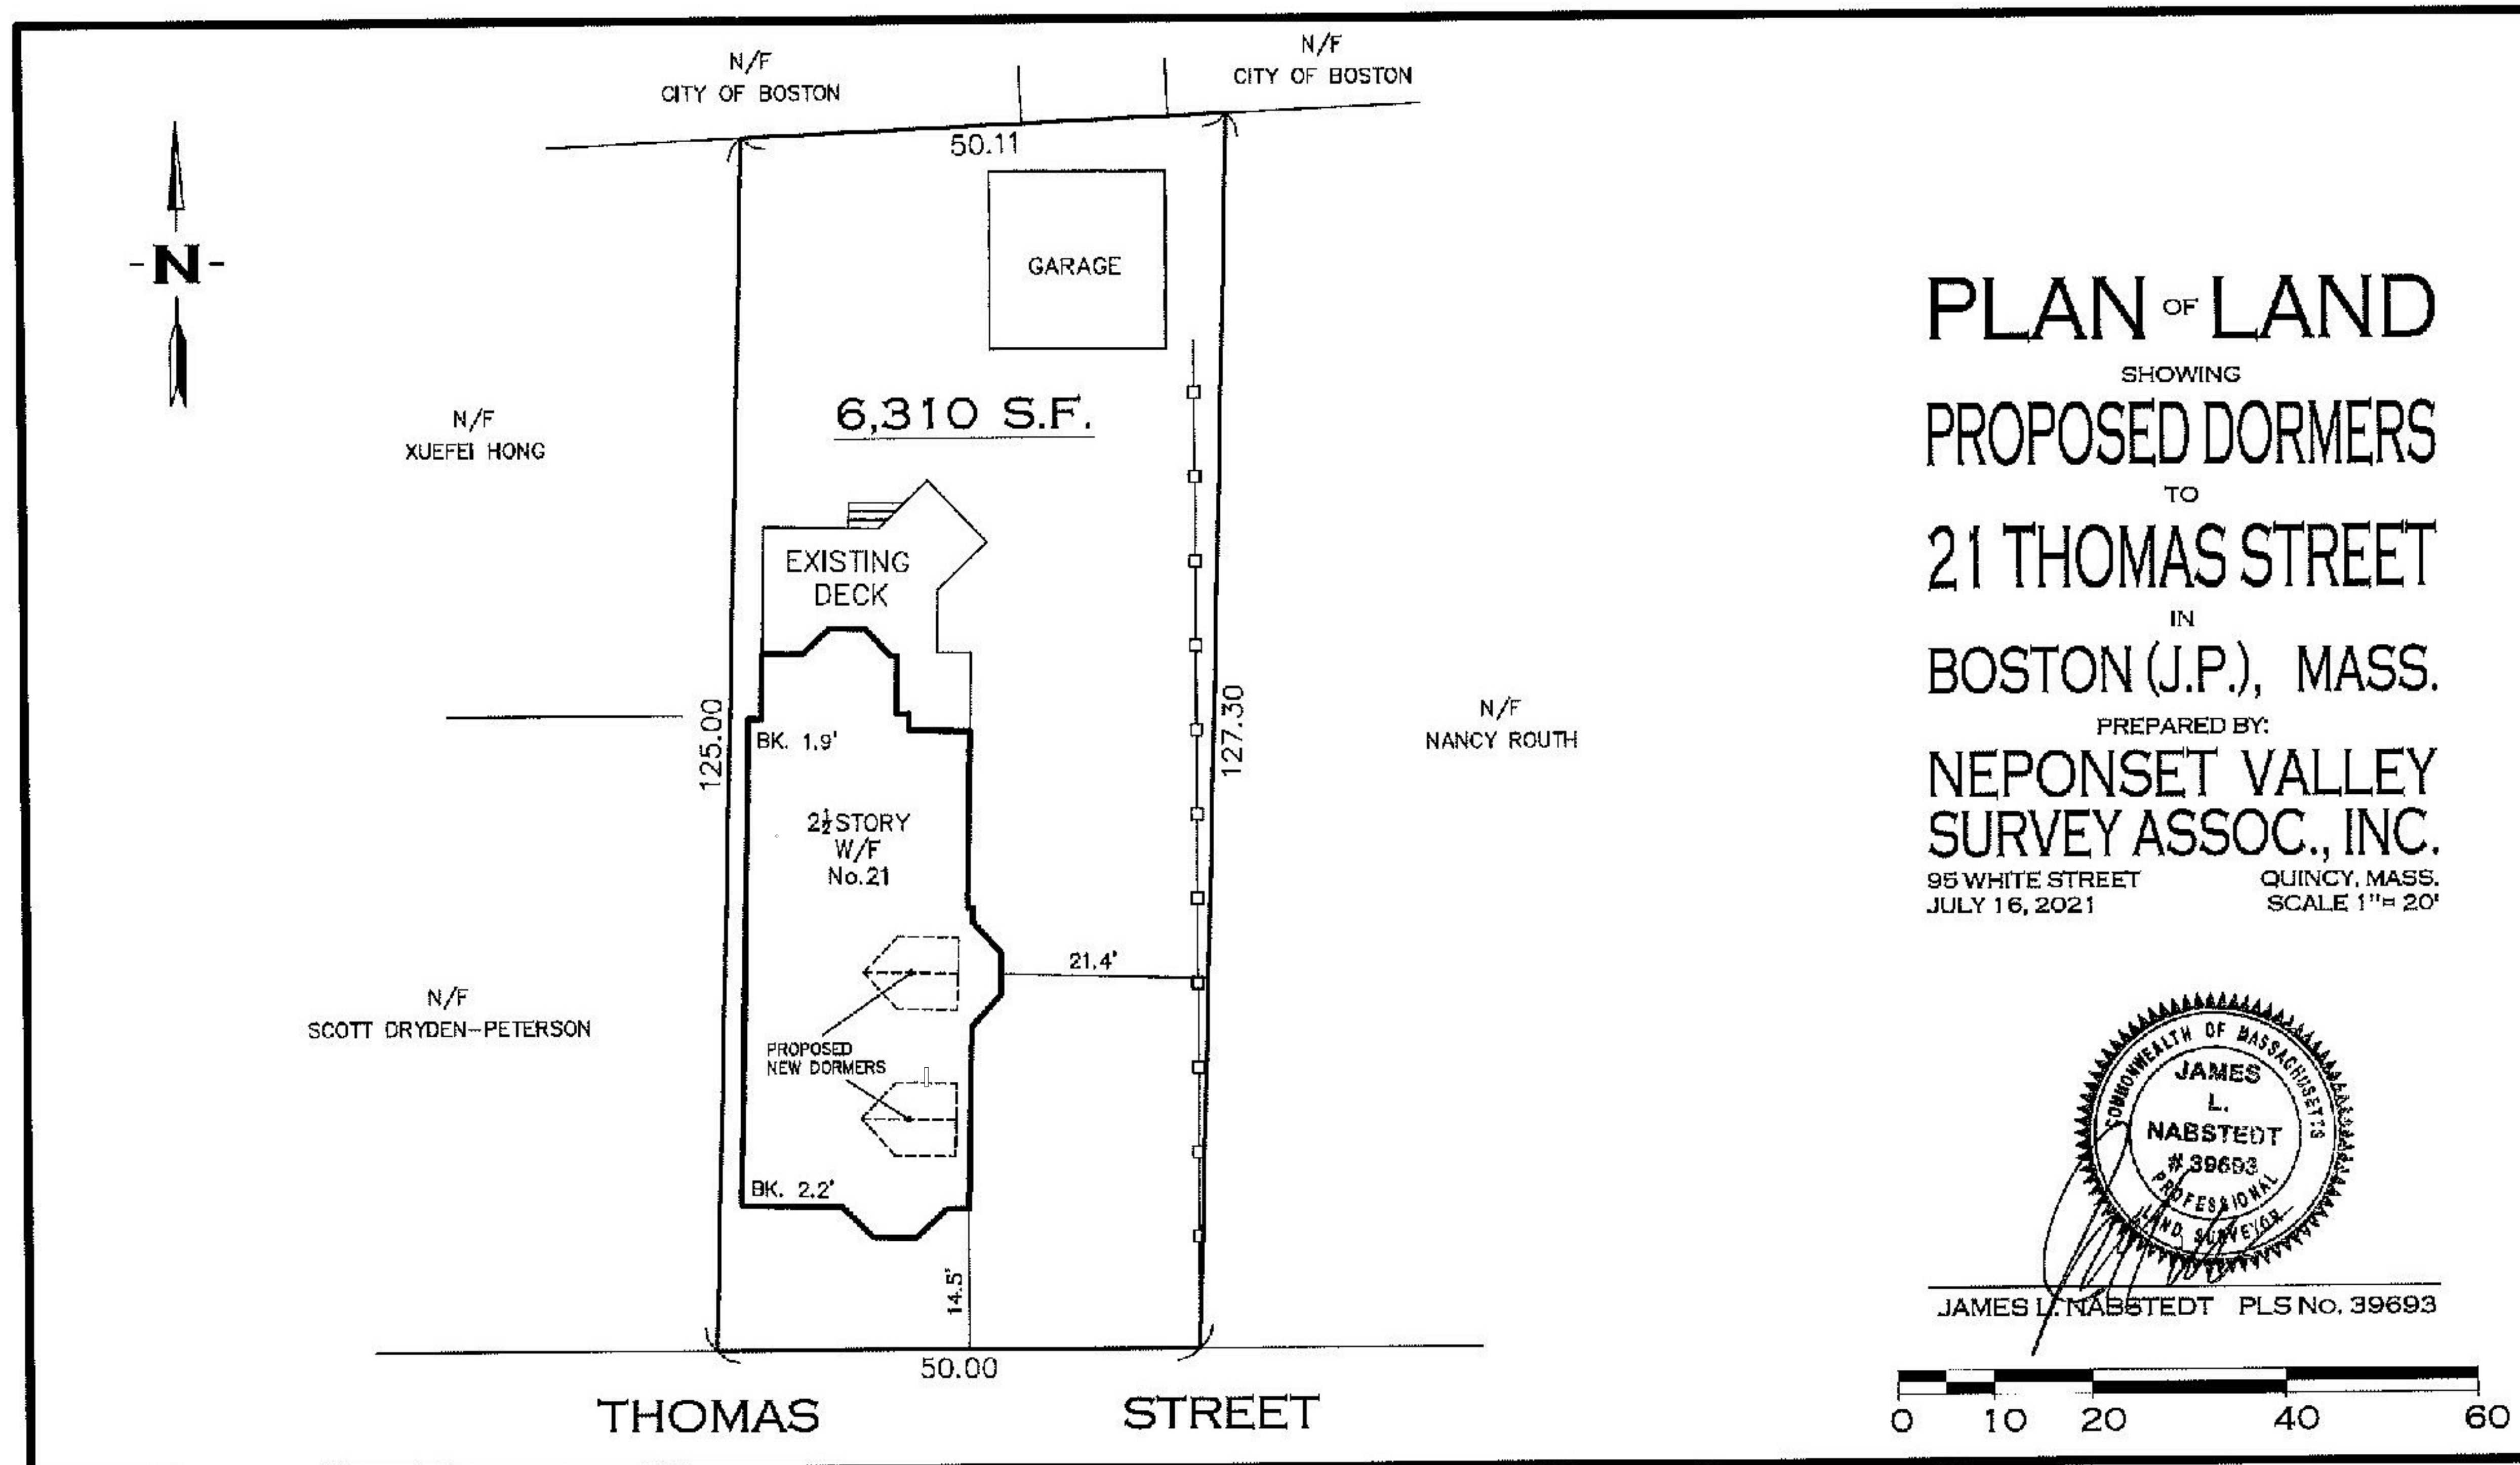 N/F
CITY OF BOSTON
N/F
CITY OF BOSTON
50.11
-N-
GARAGE
6,310 S.F.
N/F
XUEFEI HONG
EXISTING
DECK
125.00
127.30
BK. 1.9'
N/F
NANCY ROUTH
2½ STORY
W/F
No.21
21.4'
N/F
SCOTT DRYDEN-PETERSON
PROPOSED
NEW DORMERS
BK. 2.2'
14.5'
50.00
THOMAS STREET
PLAN OF LAND
SHOWING
PROPOSED DORMERS
TO
21 THOMAS STREET
IN
BOSTON (J.P.), MASS.
PREPARED BY:
NEPONSET VALLEY
SURVEY ASSOC., INC.
95 WHITE STREET QUINCY, MASS.
JULY 16, 2021 SCALE 1"= 20'
COMMONWEALTH OF MASSACHUSETTS
JAMES
L.
NABSTEDT
# 39693
PROFESSIONAL
LAND SURVEYOR
JAMES L. NABSTEDT PLS No. 39693
0 10 20 40 60